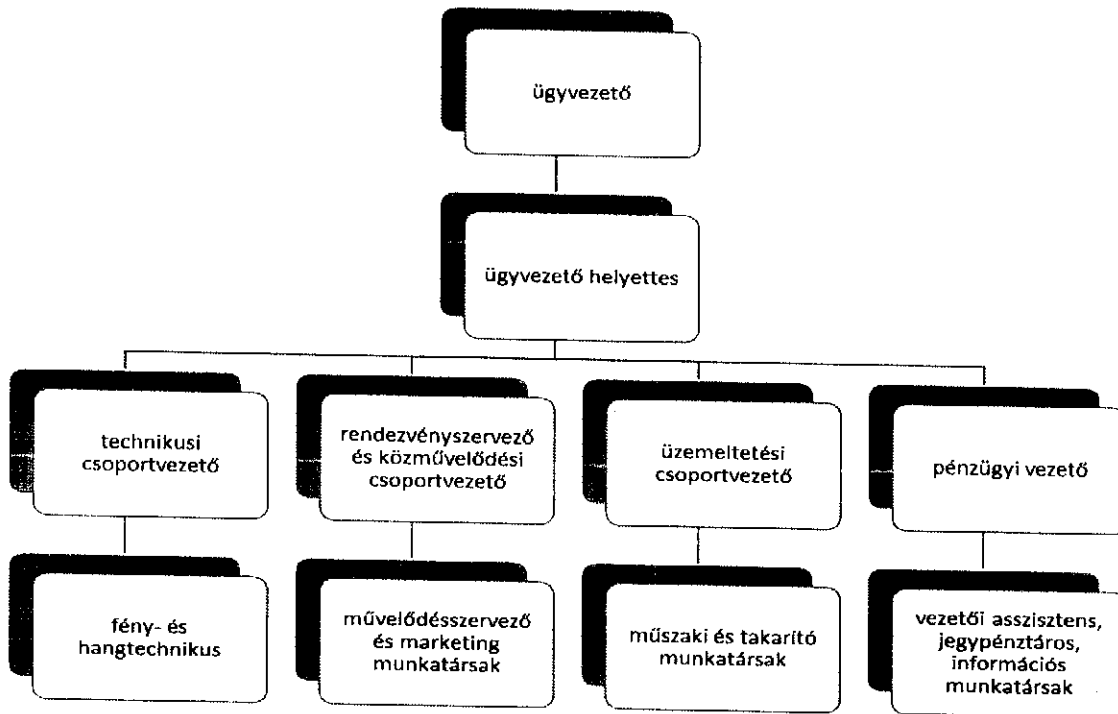 ügyvezető
ügyvezető helyettes
technikusi
csoportvezető
rendezvényszervező
és közművelődési
csoportvezető
üzemeltetési
csoportvezető
pénzügyi vezető
fény- és
hangtechnikus
művelődésszervező
és marketing
munkatársak
műszaki és takarító
munkatársak
vezetői asszisztens,
jegypénztáros,
információs
munkatársak